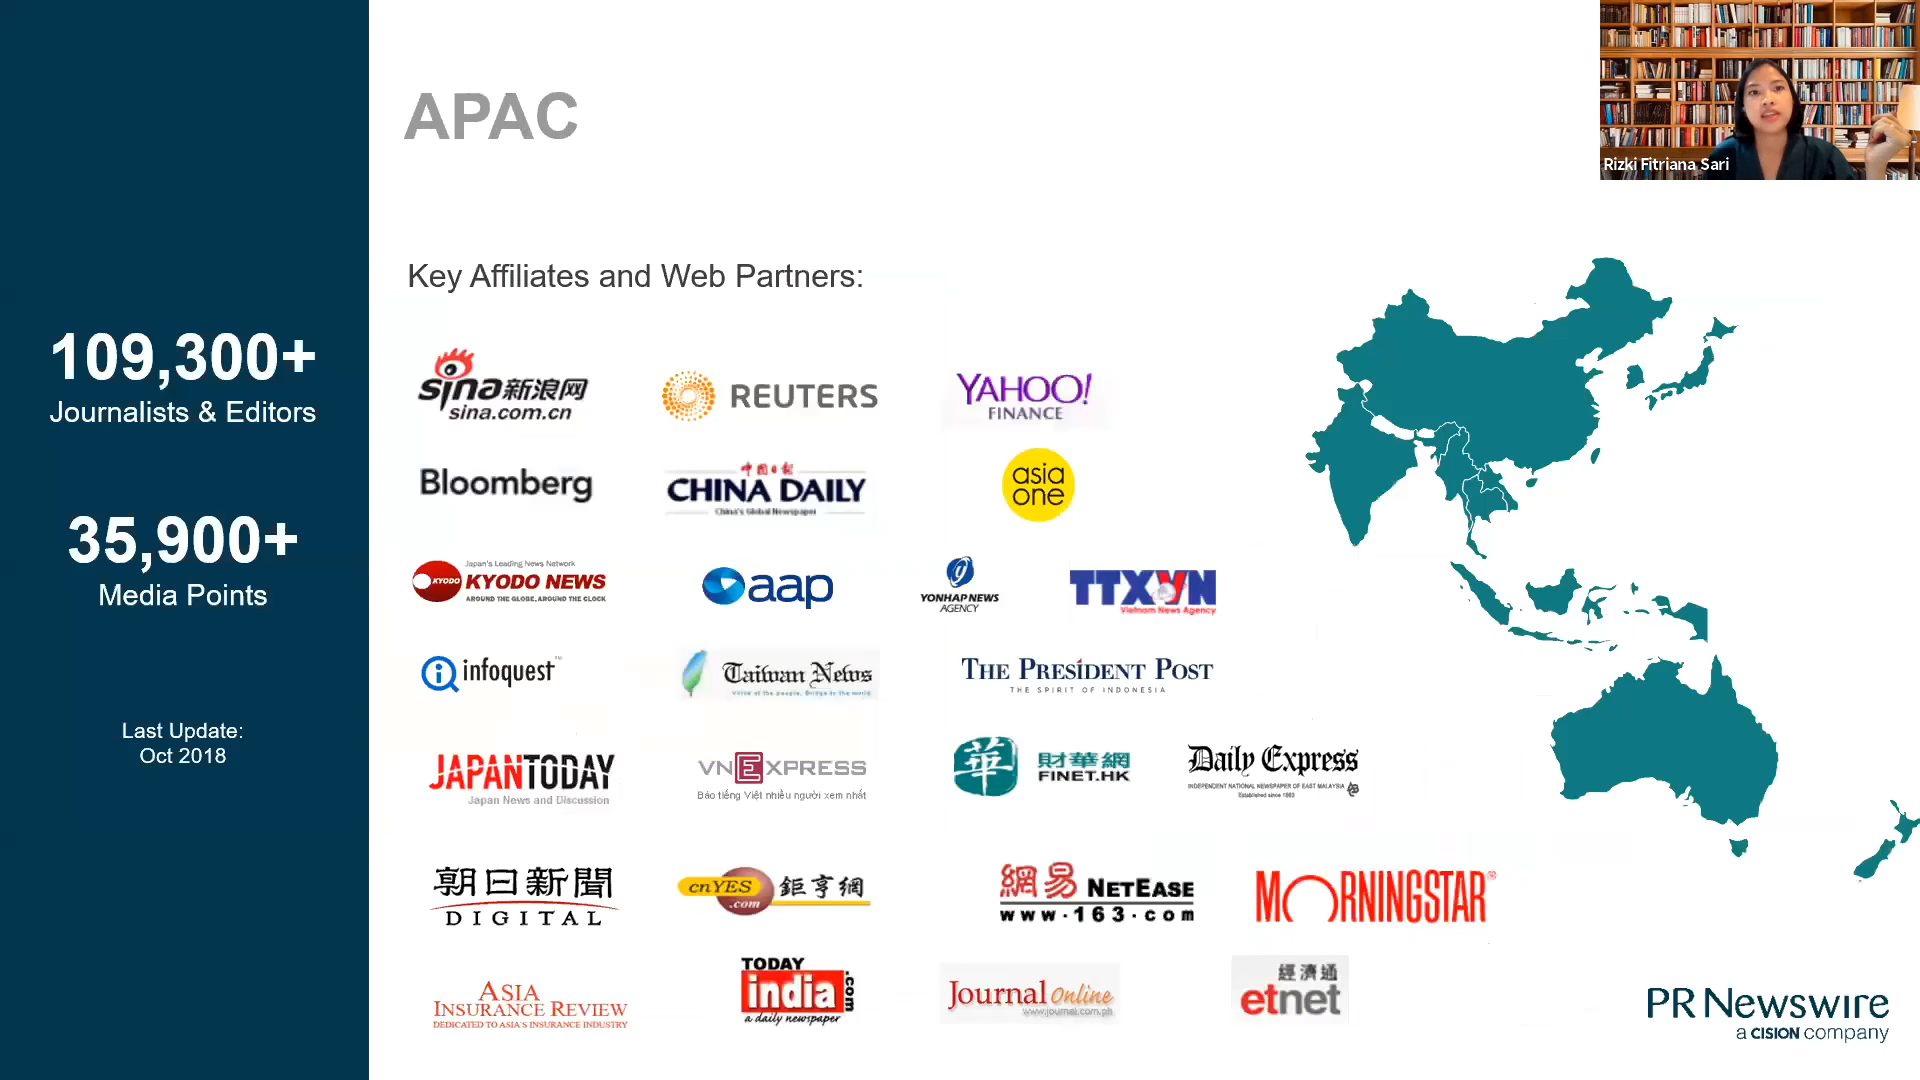 APAC
Rizki Fitriana Sari
Key Affiliates and Web Partners:
109,300+
Journalists & Editors
35,900+
Media Points
Last Update:
Oct 2018
sina新浪网
sina.com.cn
REUTERS
YAHOO!
FINANCE
Bloomberg
中國日報
CHINA DAILY
China's Global Newspaper
asia
one
Japan's Leading News Network
KYODO
KYODO NEWS
AROUND THE GLOBE, AROUND THE CLOCK
aap
YONHAP NEWS
AGENCY
TTXVN
Vietnam News Agency
infoquest™
Taiwan News
Voice of the people, Bridge to the world
THE PRESIDENT POST
THE SPIRIT OF INDONESIA
JAPANTODAY
Japan News and Discussion
VNEXPRESS
Báo tiếng Việt nhiều người xem nhất
華
財華網
FINET.HK
Daily Express
INDEPENDENT NATIONAL NEWSPAPER OF EAST MALAYSIA
Established since 1963
朝日新聞
DIGITAL
cnYES
.com
鉅亨網
網易 NETEASE
www.163.com
MORNINGSTAR®
ASIA
INSURANCE REVIEW
DEDICATED TO ASIA'S INSURANCE INDUSTRY
TODAY
india
.com
a daily newspaper
Journal Online
www.journal.com.ph
經濟通
etnet
PR Newswire
a CISION company